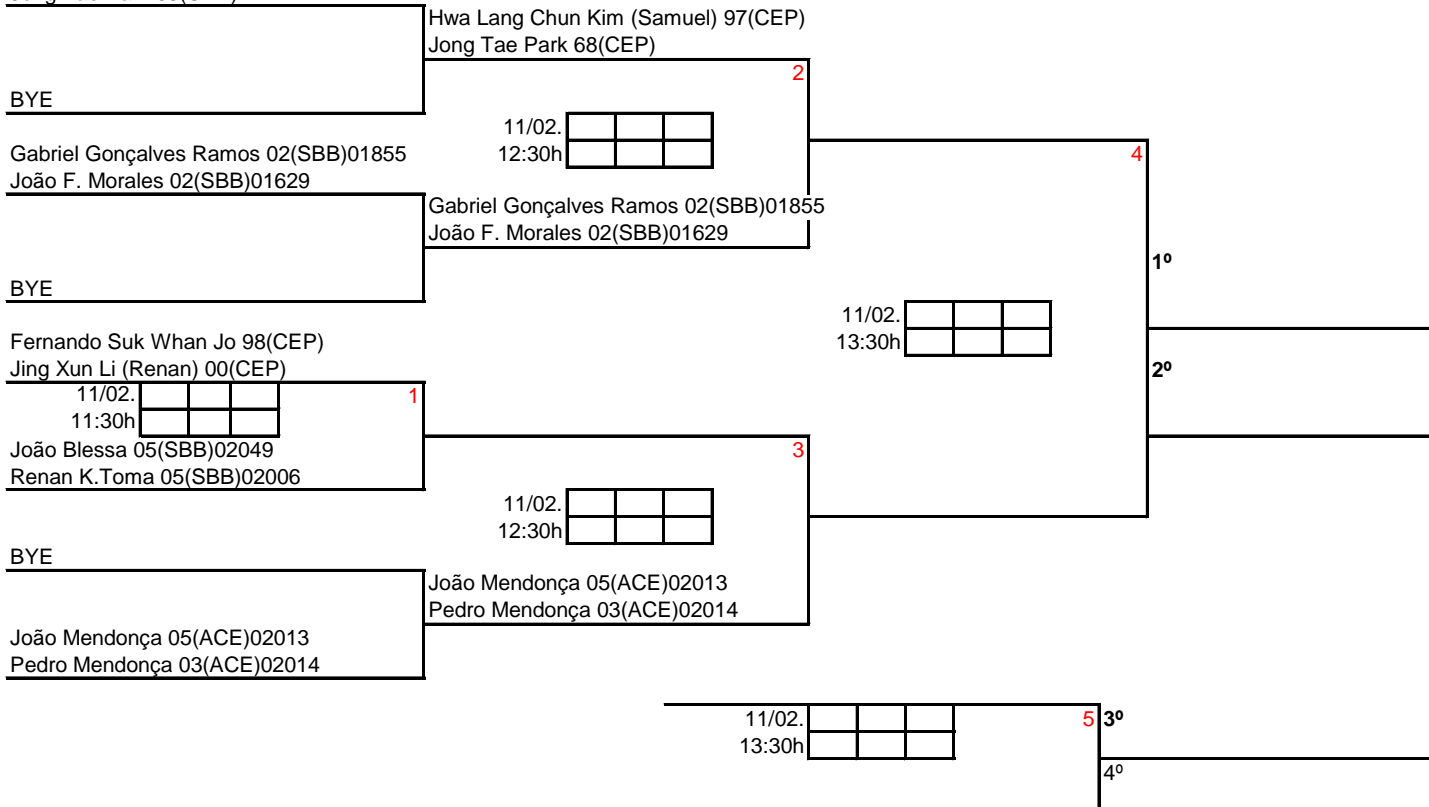 Hwa Lang Chun Kim (Samuel) 97(CEP)
Jong Tae Park 68(CEP)
2
BYE
11/02.
12:30h
Gabriel Gonçalves Ramos 02(SBB)01855
João F. Morales 02(SBB)01629
4
Gabriel Gonçalves Ramos 02(SBB)01855
João F. Morales 02(SBB)01629
1º
BYE
11/02.
13:30h
Fernando Suk Whan Jo 98(CEP)
Jing Xun Li (Renan) 00(CEP)
2º
11/02.
11:30h
1
João Blessa 05(SBB)02049
Renan K.Toma 05(SBB)02006
3
11/02.
12:30h
BYE
João Mendonça 05(ACE)02013
Pedro Mendonça 03(ACE)02014
João Mendonça 05(ACE)02013
Pedro Mendonça 03(ACE)02014
11/02.
13:30h
5
3º
4º